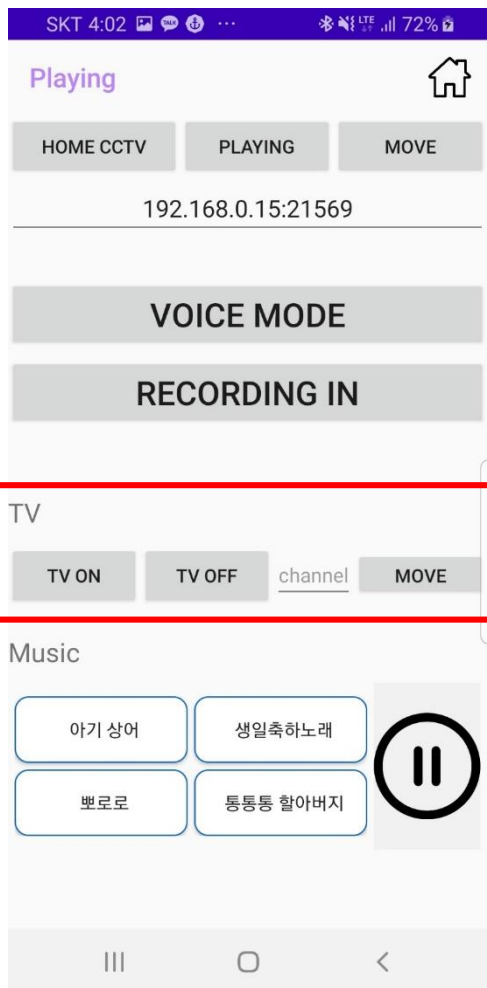 SKT 4:02 TALK ... LTE 72%
Playing
HOME CCTV PLAYING MOVE
192.168.0.15:21569
VOICE MODE
RECORDING IN
TV
TV ON TV OFF channel MOVE
Music
아기 상어 생일축하노래
뽀로로 통통통 할아버지